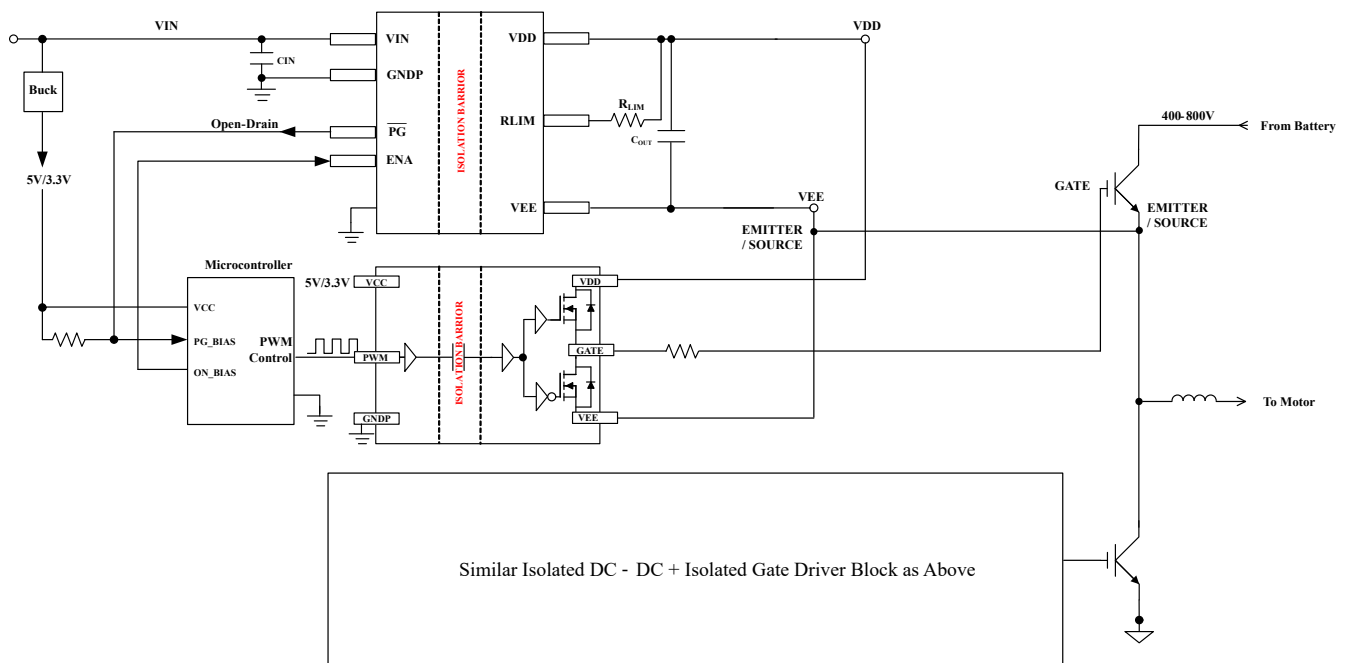 VIN
VDD
VIN
VDD
CIN
GNDP
Buck
ISOLATION BARRIOR
RLIM
RLIM
COUT
Open-Drain
PG
ENA
5V/3.3V
VEE
VEE
EMITTER
/ SOURCE
400-800V
From Battery
GATE
EMITTER
/ SOURCE
Microcontroller
5V/3.3V
VCC
VDD
VCC
PG_BIAS
PWM
Control
ON_BIAS
PWM
ISOLATION BARRIOR
GATE
GNDP
VEE
To Motor
Similar Isolated DC - DC + Isolated Gate Driver Block as Above